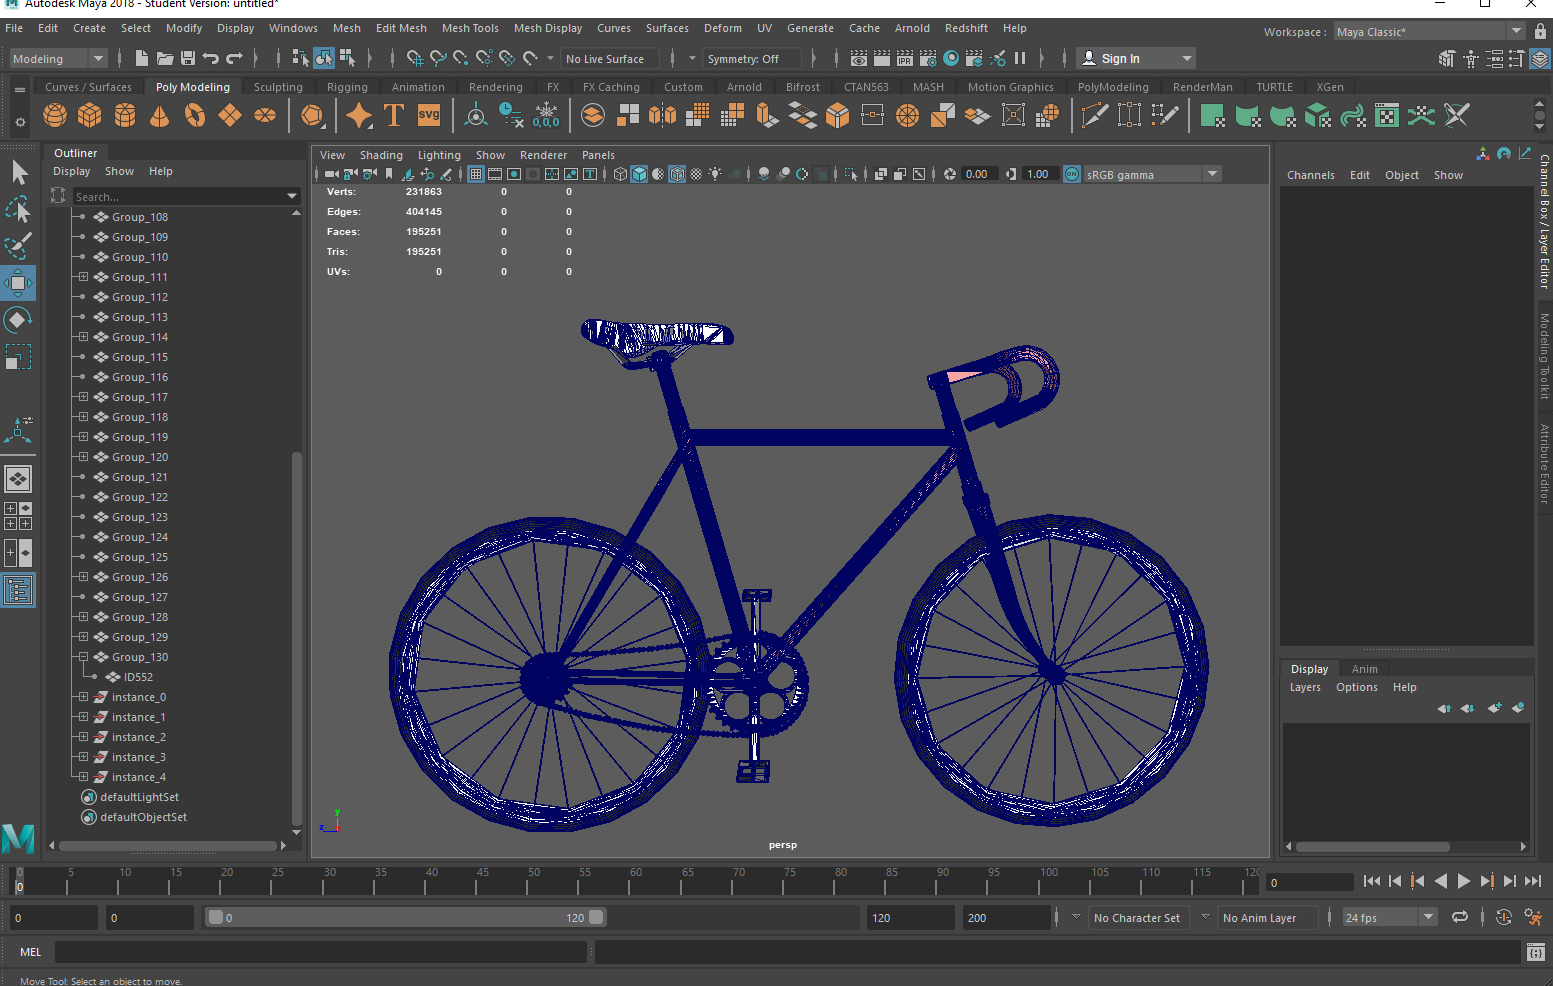 Autodesk Maya 2018 - Student Version: untitled*
File Edit Create Select Modify Display Windows Mesh Edit Mesh Mesh Tools Mesh Display Curves Surfaces Deform UV Generate Cache Arnold Redshift Help
Workspace : Maya Classic*
Modeling No Live Surface Symmetry: Off Sign In
Curves / Surfaces Poly Modeling Sculpting Rigging Animation Rendering FX FX Caching Custom Arnold Bifrost CTAN563 MASH Motion Graphics PolyModeling RenderMan TURTLE XGen
T SVG 0,0,0
IPR
Outliner
Display Show Help
Search...
Group_108
Group_109
Group_110
Group_111
Group_112
Group_113
Group_114
Group_115
Group_116
Group_117
Group_118
Group_119
Group_120
Group_121
Group_122
Group_123
Group_124
Group_125
Group_126
Group_127
Group_128
Group_129
Group_130
ID552
instance_0
instance_1
instance_2
instance_3
instance_4
defaultLightSet
defaultObjectSet
View Shading Lighting Show Renderer Panels
0.00 1.00 ON sRGB gamma
Verts: 231863 0 0
Edges: 404145 0 0
Faces: 195251 0 0
Tris: 195251 0 0
UVs: 0 0 0
y
z
persp
Channels Edit Object Show
Channel Box / Layer Editor
Modeling Toolkit
Attribute Editor
Display Anim
Layers Options Help
0 5 10 15 20 25 30 35 40 45 50 55 60 65 70 75 80 85 90 95 100 105 110 115 120
0
0
0 0 0 120 120 200 No Character Set No Anim Layer 24 fps
MEL
Move Tool: Select an object to move.